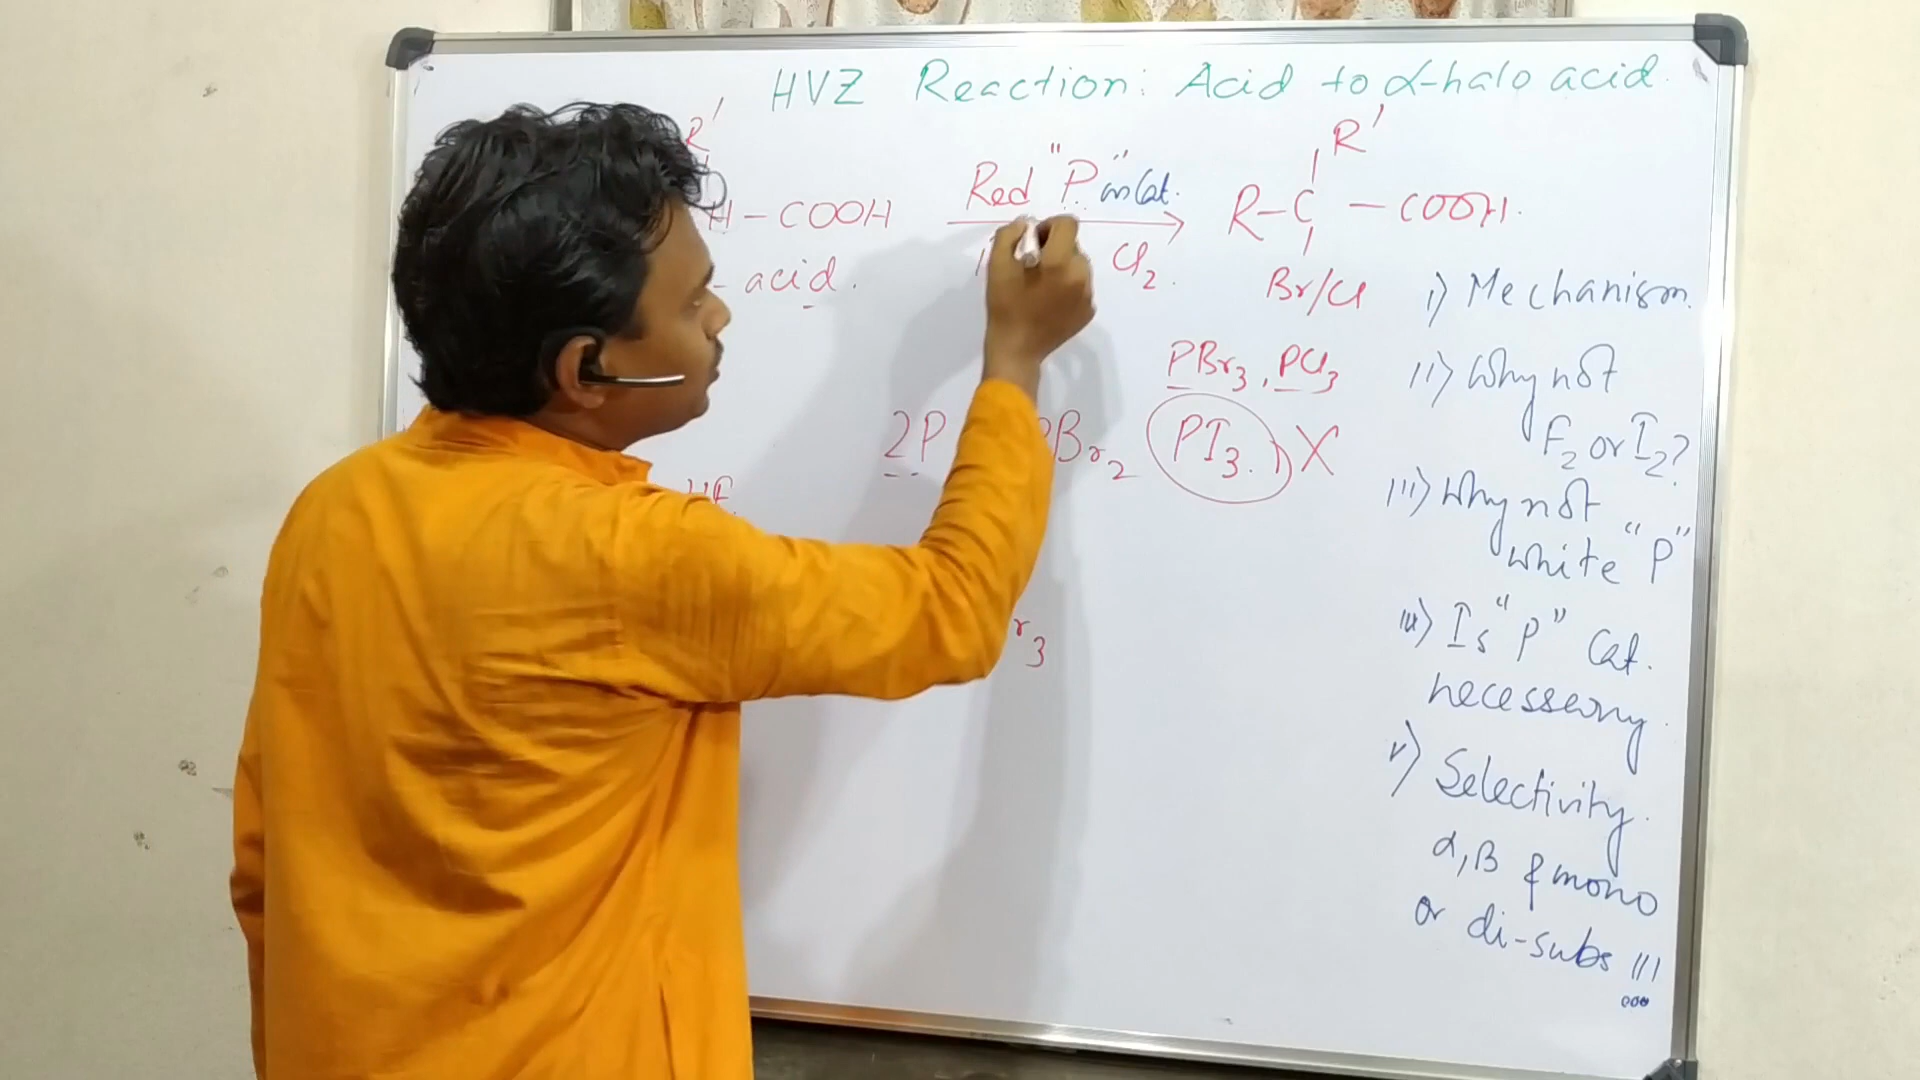 HVZ Reaction: Acid to α-halo acid.
R'
R'
Red "P" as Cat.
H-COOH
R-C-COOH.
Cl2.
- acid.
Br/Cl
i) Mechanism.
PBr3, PCl3
ii) Why not
F2 or I2?
2P
Br2
PI3. X
iii) Why not
white "P"
r3
iv) Is "P" Cat.
necessary.
v) Selectivity.
α, β & mono
or di-subs !!!